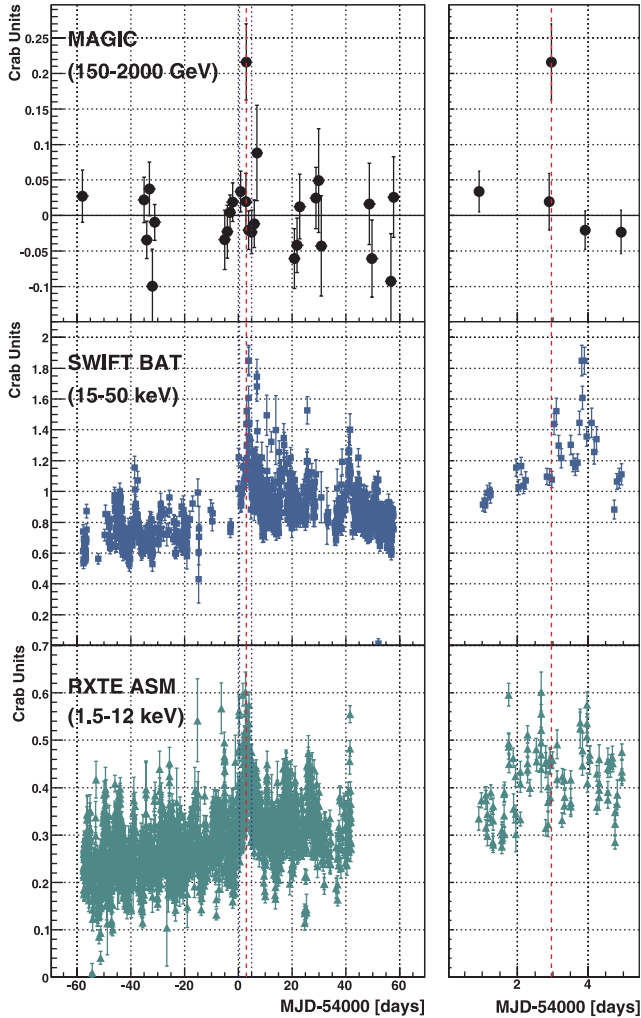 Crab Units
MAGIC
(150-2000 GeV)
0.25
0.2
0.15
0.1
0.05
0
-0.05
-0.1
Crab Units
SWIFT BAT
(15-50 keV)
2
1.8
1.6
1.4
1.2
1
0.8
0.6
0.4
0.2
0
Crab Units
RXTE ASM
(1.5-12 keV)
0.7
0.6
0.5
0.4
0.3
0.2
0.1
0
-60 -40 -20 0 20 40 60
MJD-54000 [days]
2 4
MJD-54000 [days]